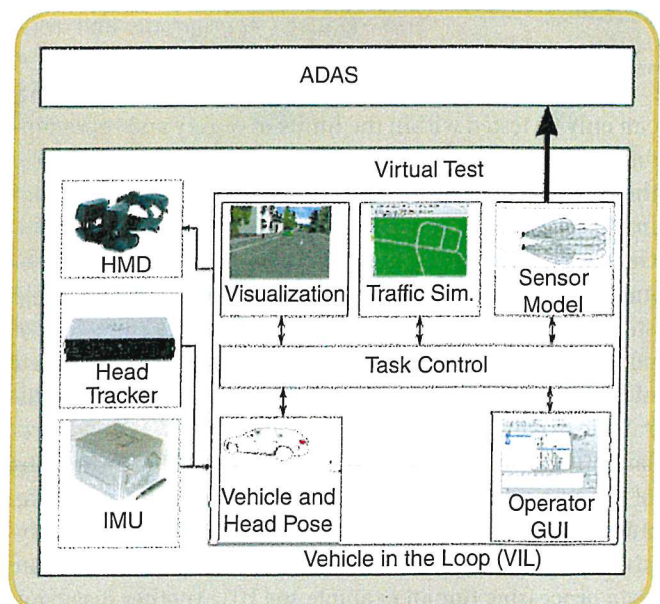 ADAS
Virtual Test
HMD
Visualization
Traffic Sim.
Sensor
Model
Head
Tracker
Task Control
IMU
Vehicle and
Head Pose
Operator
GUI
Vehicle in the Loop (VIL)